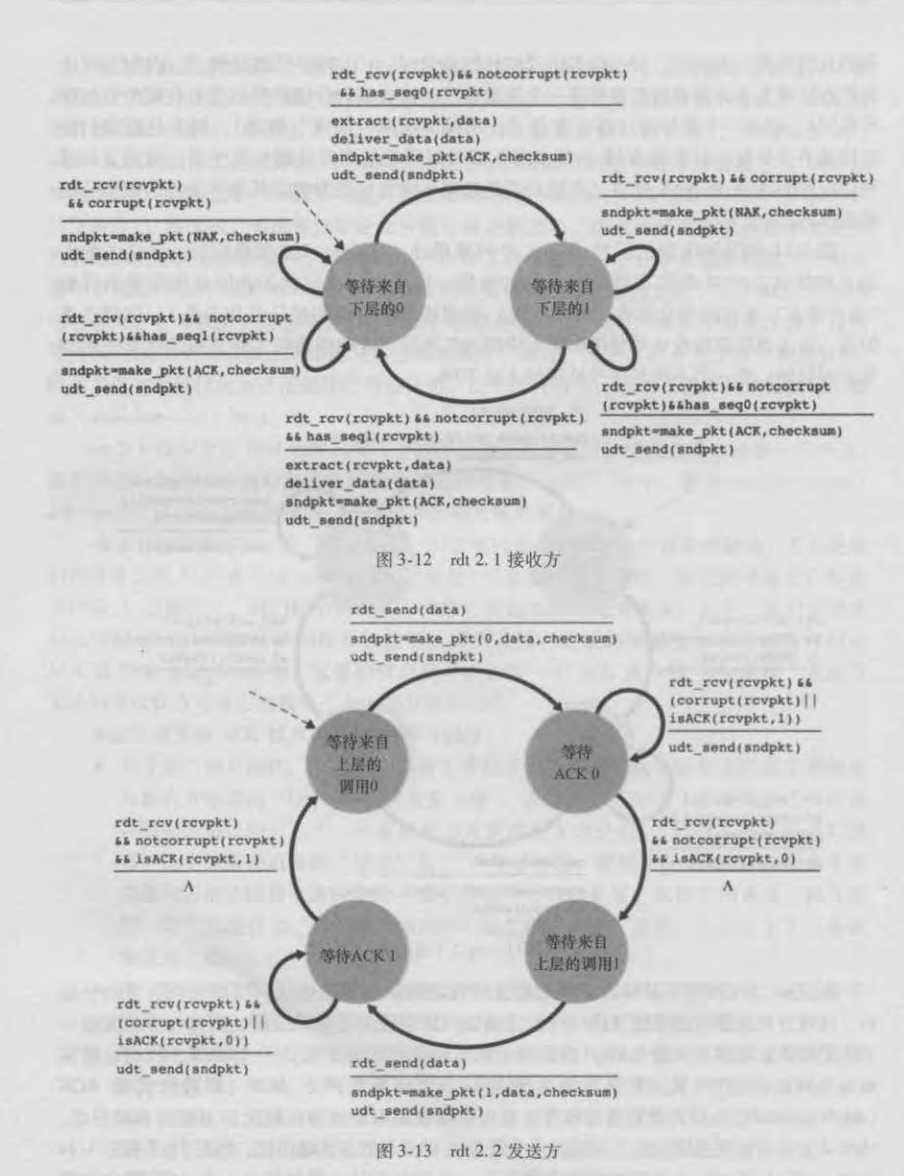 rdt_rcv(rcvpkt)&& notcorrupt(rcvpkt)
&& has_seq0(rcvpkt)
extract(rcvpkt,data)
deliver_data(data)
sndpkt=make_pkt(ACK,checksum)
udt_send(sndpkt)
rdt_rcv(rcvpkt)
&& corrupt(rcvpkt)
sndpkt=make_pkt(NAK,checksum)
udt_send(sndpkt)
rdt_rcv(rcvpkt)&& corrupt(rcvpkt)
sndpkt=make_pkt(NAK,checksum)
udt_send(sndpkt)
等待来自
下层的0
等待来自
下层的1
rdt_rcv(rcvpkt)&& notcorrupt
(rcvpkt)&&has_seq1(rcvpkt)
sndpkt=make_pkt(ACK,checksum)
udt_send(sndpkt)
rdt_rcv(rcvpkt)&& notcorrupt
(rcvpkt)&&has_seq0(rcvpkt)
sndpkt=make_pkt(ACK,checksum)
udt_send(sndpkt)
rdt_rcv(rcvpkt)&& notcorrupt(rcvpkt)
&& has_seq1(rcvpkt)
extract(rcvpkt,data)
deliver_data(data)
sndpkt=make_pkt(ACK,checksum)
udt_send(sndpkt)
图 3-12 rdt 2.1 接收方
rdt_send(data)
sndpkt=make_pkt(0,data,checksum)
udt_send(sndpkt)
rdt_rcv(rcvpkt)&&
(corrupt(rcvpkt)||
isACK(rcvpkt,1))
udt_send(sndpkt)
等待来自
上层的
调用0
等待
ACK 0
rdt_rcv(rcvpkt)
&& notcorrupt(rcvpkt)
&& isACK(rcvpkt,1)
Λ
rdt_rcv(rcvpkt)
&& notcorrupt(rcvpkt)
&& isACK(rcvpkt,0)
Λ
等待ACK 1
等待来自
上层的调用1
rdt_rcv(rcvpkt)&&
(corrupt(rcvpkt)||
isACK(rcvpkt,0))
udt_send(sndpkt)
rdt_send(data)
sndpkt=make_pkt(1,data,checksum)
udt_send(sndpkt)
图 3-13 rdt 2.2 发送方